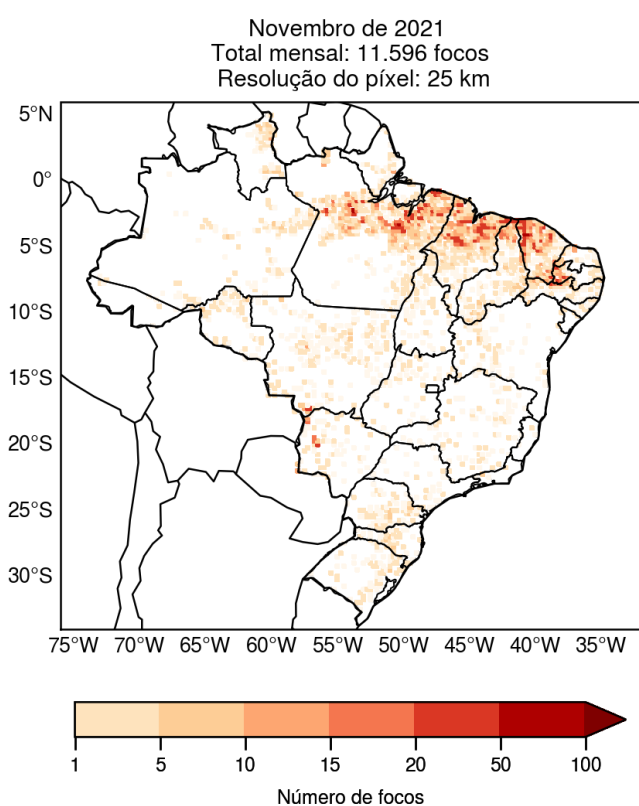 Novembro de 2021
Total mensal: 11.596 focos
Resolução do píxel: 25 km
5°N
0°
5°S
10°S
15°S
20°S
25°S
30°S
75°W 70°W 65°W 60°W 55°W 50°W 45°W 40°W 35°W
1 5 10 15 20 50 100
Número de focos